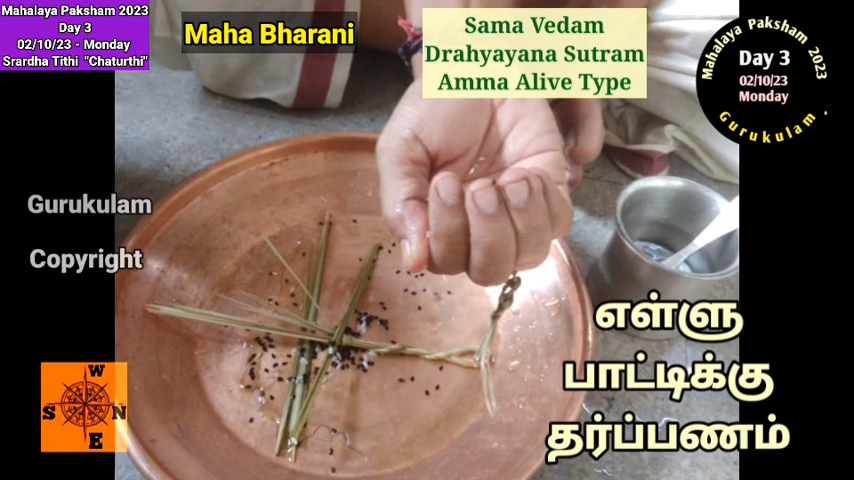 Mahalaya Paksham 2023
Day 3
02/10/23 - Monday
Srardha Tithi "Chaturthi"
Maha Bharani
Sama Vedam
Drahyayana Sutram
Amma Alive Type
Mahalaya Paksham 2023
Day 3
02/10/23
Monday
Gurukulam
Gurukulam
Copyright
எள்ளு
பாட்டிக்கு
தர்ப்பணம்
W
S N
E